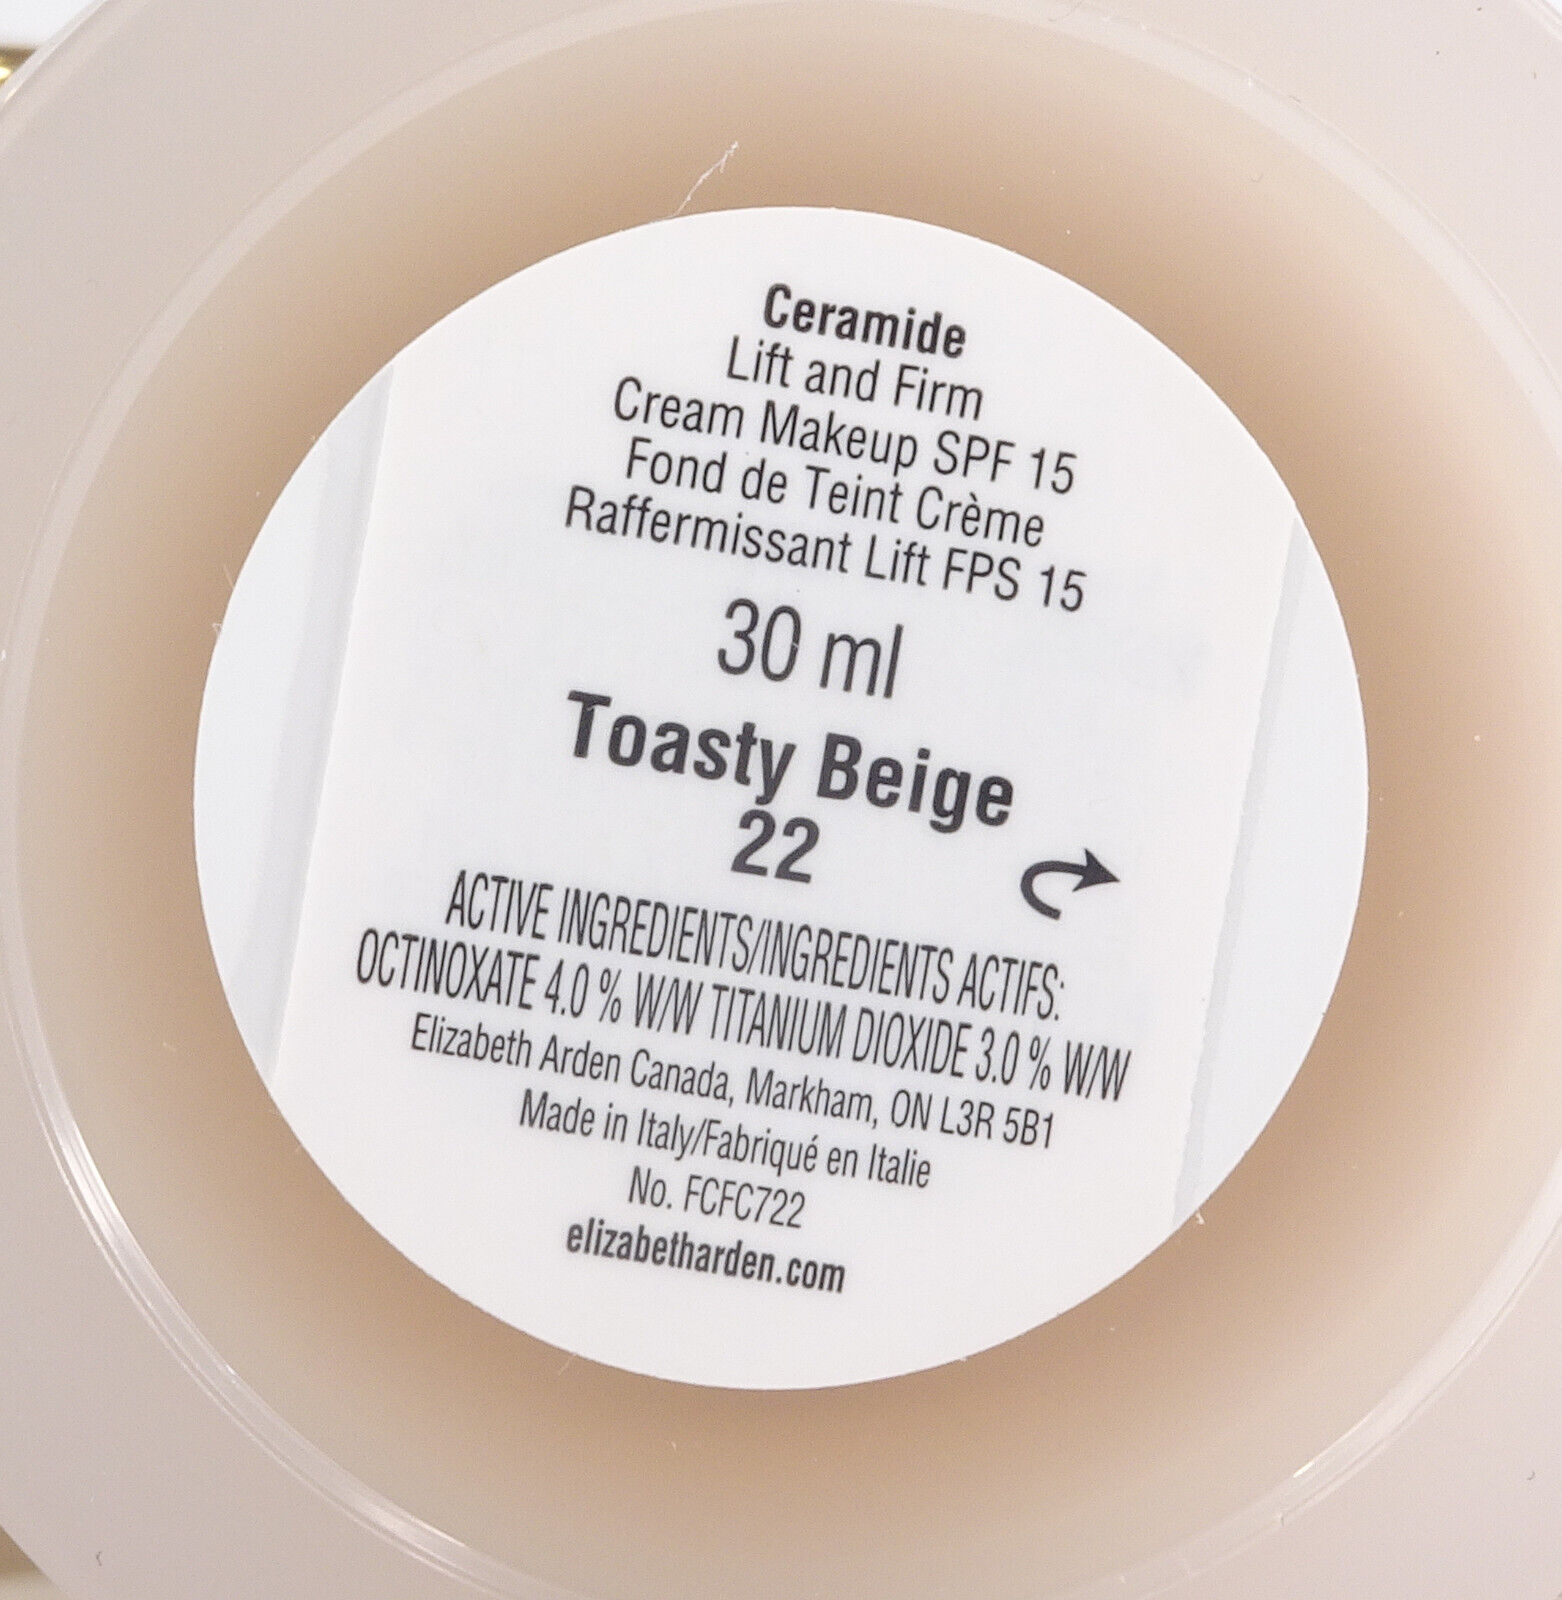 Ceramide
Lift and Firm
Cream Makeup SPF 15
Fond de Teint Crème
Raffermissant Lift FPS 15
30 ml
Toasty Beige
22
ACTIVE INGREDIENTS/INGREDIENTS ACTIFS:
OCTINOXATE 4.0 % W/W TITANIUM DIOXIDE 3.0 % W/W
Elizabeth Arden Canada, Markham, ON L3R 5B1
Made in Italy/Fabriqué en Italie
No. FCFC722
elizabetharden.com